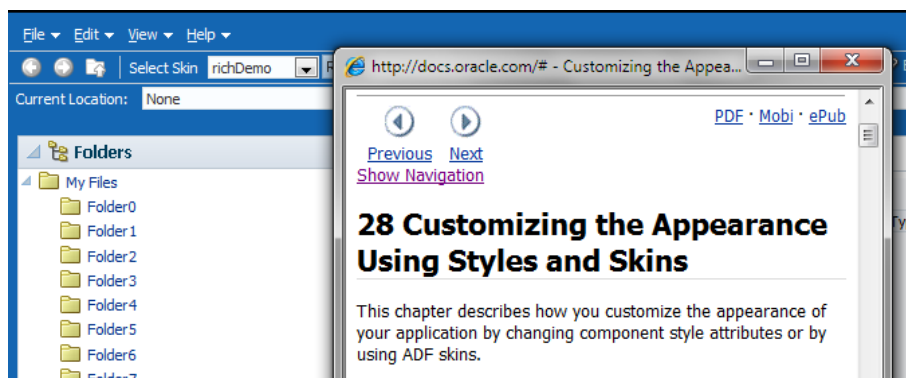 File Edit View Help
Select Skin richDemo
Current Location: None
Folders
My Files
Folder0
Folder1
Folder2
Folder3
Folder4
Folder5
Folder6
Folder7
http://docs.oracle.com/# - Customizing the Appea...
PDF · Mobi · ePub
Previous Next
Show Navigation
28 Customizing the Appearance
Using Styles and Skins
This chapter describes how you customize the appearance of
your application by changing component style attributes or by
using ADF skins.